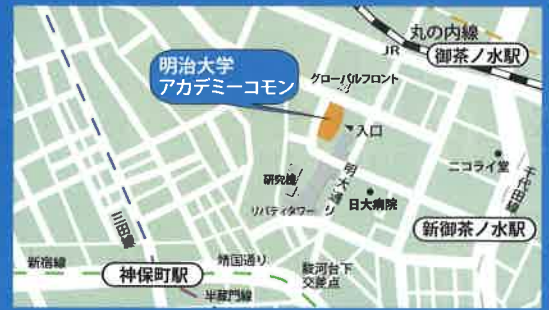 丸の内線
JR
御茶ノ水駅
明治大学
アカデミーコモン
グローバルフロント
入口
明大通り
研究棟
リバティタワー
日大病院
ニコライ堂
千代田線
新御茶ノ水駅
三田線
新宿線
靖国通り
神保町駅
半蔵門線
駿河台下
交差点